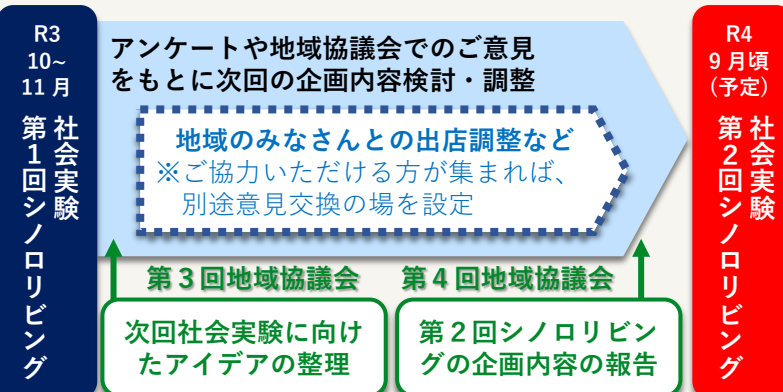 R3
10~
11月
社会実験
第1回シノロリビング
アンケートや地域協議会でのご意見
をもとに次回の企画内容検討・調整
地域のみなさんとの出店調整など
※ご協力いただける方が集まれば、
別途意見交換の場を設定
第３回地域協議会
次回社会実験に向け
たアイデアの整理
第４回地域協議会
第２回シノロリビン
グの企画内容の報告
R4
9月頃
(予定)
社会実験
第2回シノロリビング